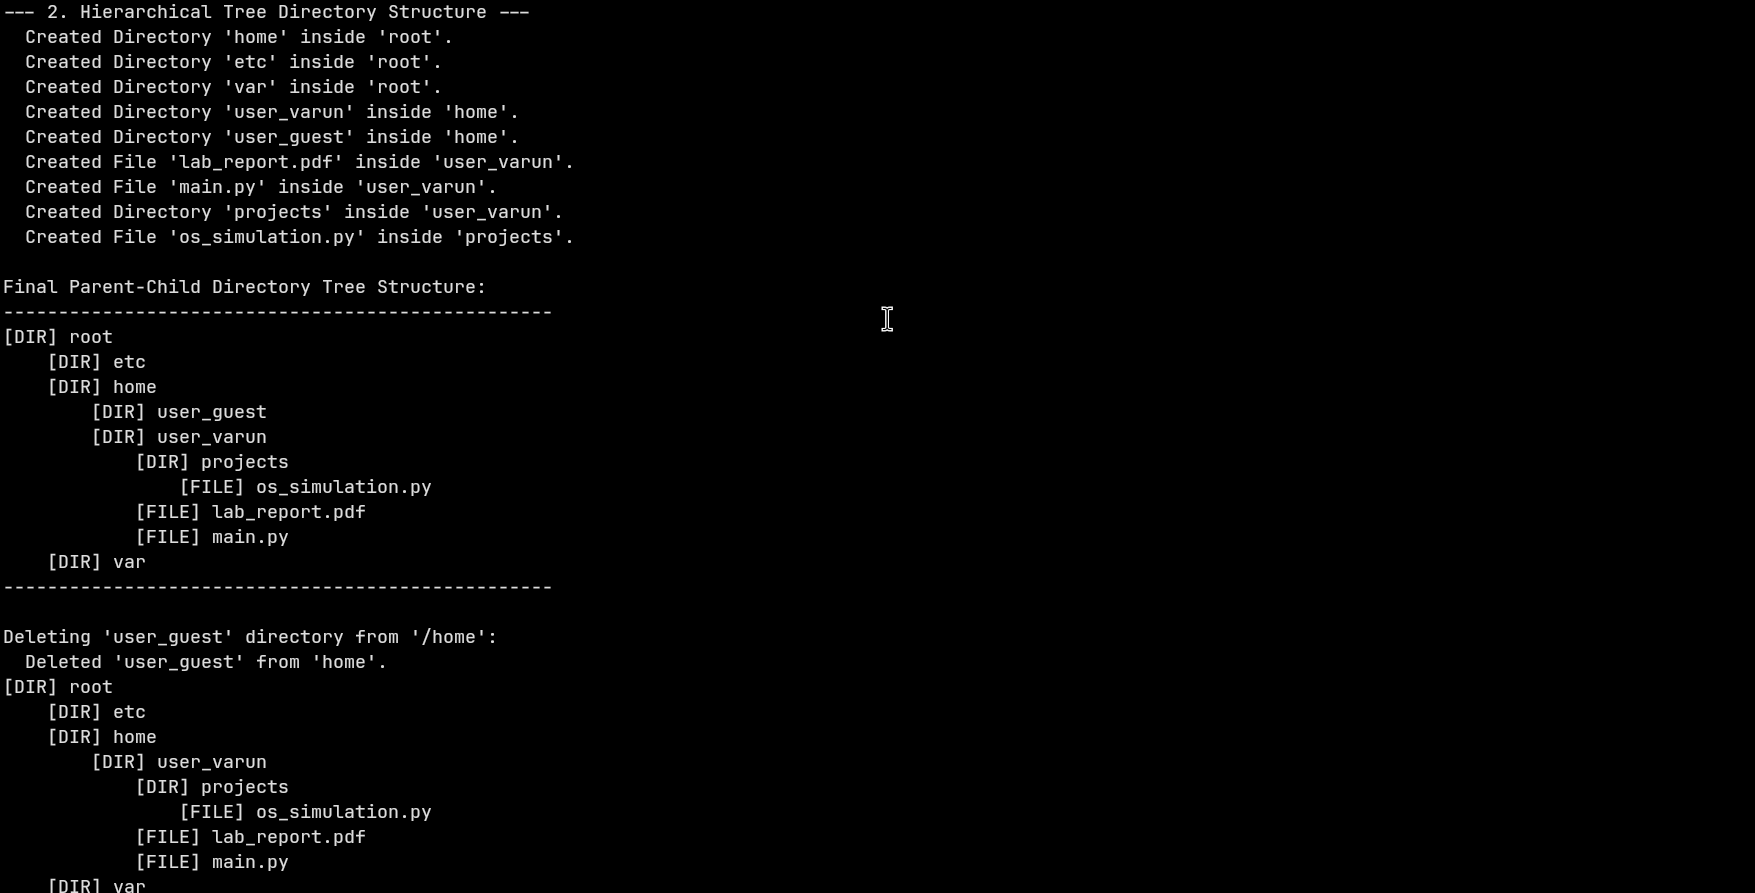 --- 2. Hierarchical Tree Directory Structure ---
  Created Directory 'home' inside 'root'.
  Created Directory 'etc' inside 'root'.
  Created Directory 'var' inside 'root'.
  Created Directory 'user_varun' inside 'home'.
  Created Directory 'user_guest' inside 'home'.
  Created File 'lab_report.pdf' inside 'user_varun'.
  Created File 'main.py' inside 'user_varun'.
  Created Directory 'projects' inside 'user_varun'.
  Created File 'os_simulation.py' inside 'projects'.

Final Parent-Child Directory Tree Structure:
--------------------------------------------------
[DIR] root
    [DIR] etc
    [DIR] home
        [DIR] user_guest
        [DIR] user_varun
            [DIR] projects
                [FILE] os_simulation.py
            [FILE] lab_report.pdf
            [FILE] main.py
    [DIR] var
--------------------------------------------------

Deleting 'user_guest' directory from '/home':
  Deleted 'user_guest' from 'home'.
[DIR] root
    [DIR] etc
    [DIR] home
        [DIR] user_varun
            [DIR] projects
                [FILE] os_simulation.py
            [FILE] lab_report.pdf
            [FILE] main.py
    [DIR] var